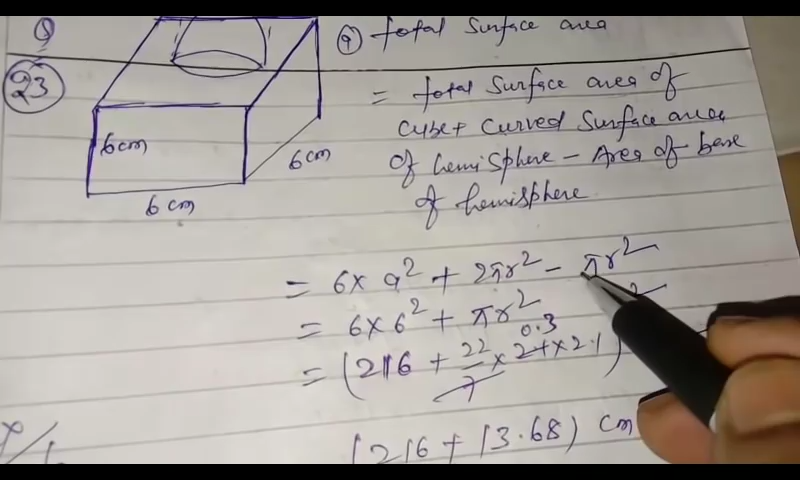 Q
23
(9) Total Surface area
= total Surface area of
Cube + Curved Surface area
of hemisphere – Area of base
of hemisphere
6cm
6cm
6cm
= 6 × a² + 2πr² – πr²
= 6 × 6² + πr²
0.3
= (216 + 22/7 × 2.1 × 2.1)
(216 + 13.68) cm